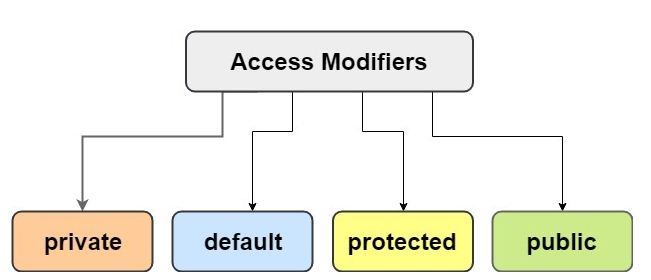 Access Modifiers
private
default
protected
public